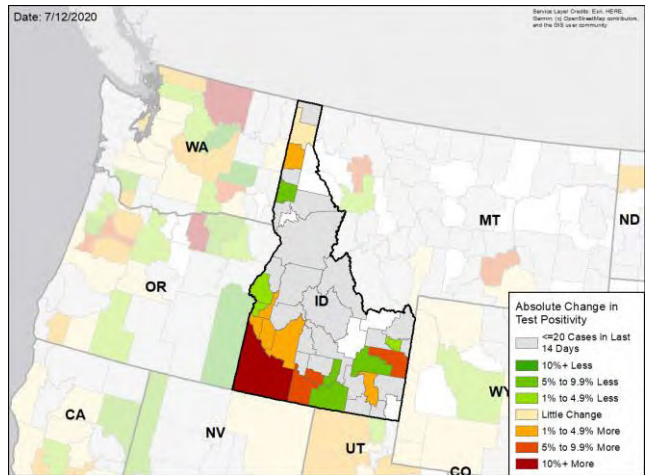 Date: 7/12/2020
Service Layer Credits: Esri, HERE,
Garmin, (c) OpenStreetMap contributors,
and the GIS user community
WA
MT
ND
OR
ID
WY
CA
NV
UT
CO
Absolute Change in
Test Positivity
<=20 Cases in Last
14 Days
10%+ Less
5% to 9.9% Less
1% to 4.9% Less
Little Change
1% to 4.9% More
5% to 9.9% More
10%+ More